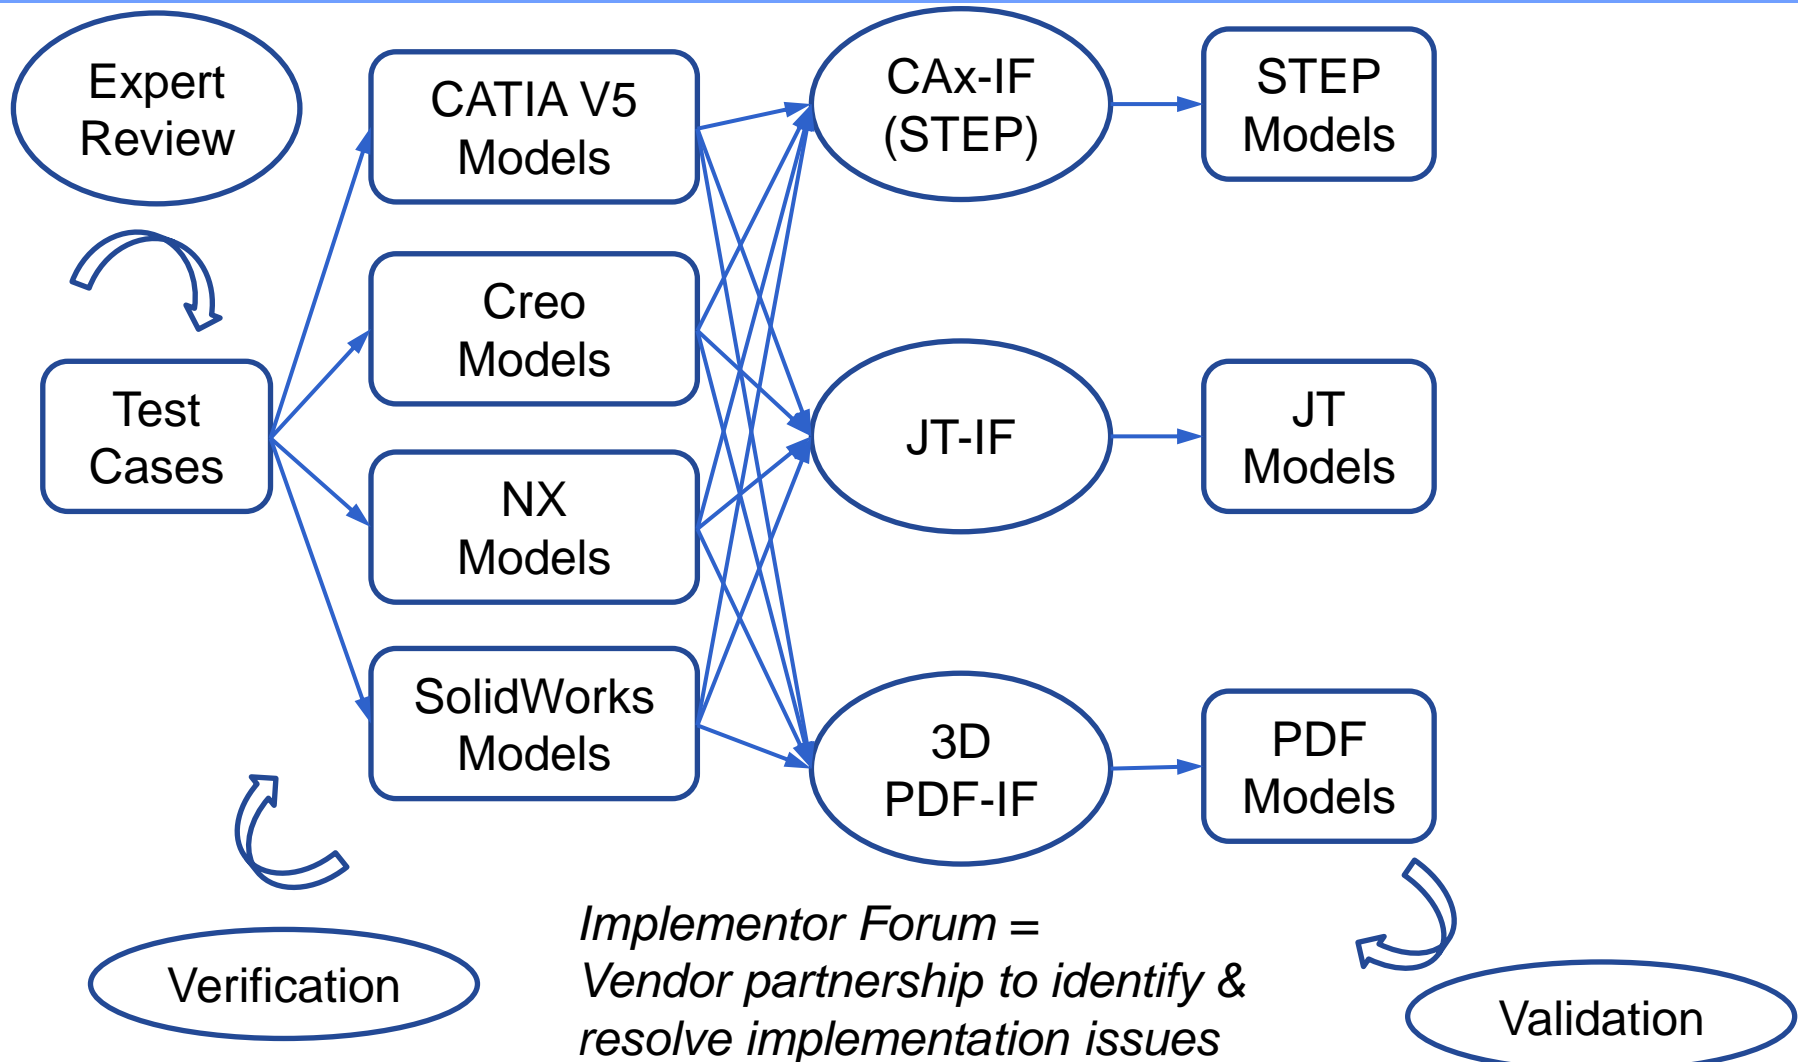 Expert
Review
Test
Cases
CATIA V5
Models
Creo
Models
NX
Models
SolidWorks
Models
CAx-IF
(STEP)
JT-IF
3D
PDF-IF
STEP
Models
JT
Models
PDF
Models
Verification
Implementor Forum =
Vendor partnership to identify &
resolve implementation issues
Validation